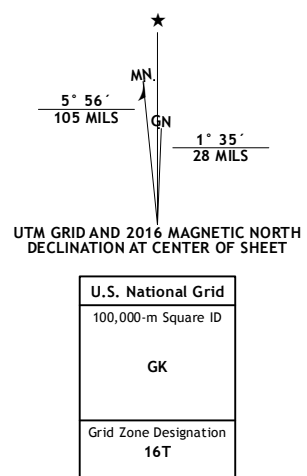 ★
MN.
5° 56´
105 MILS
GN
1° 35´
28 MILS
UTM GRID AND 2016 MAGNETIC NORTH
DECLINATION AT CENTER OF SHEET
U.S. National Grid
100,000-m Square ID
GK
Grid Zone Designation
16T